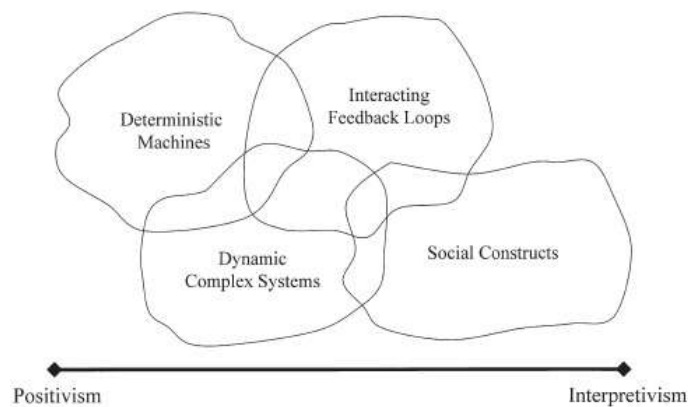 Deterministic
Machines
Interacting
Feedback Loops
Dynamic
Complex Systems
Social Constructs
Positivism
Interpretivism